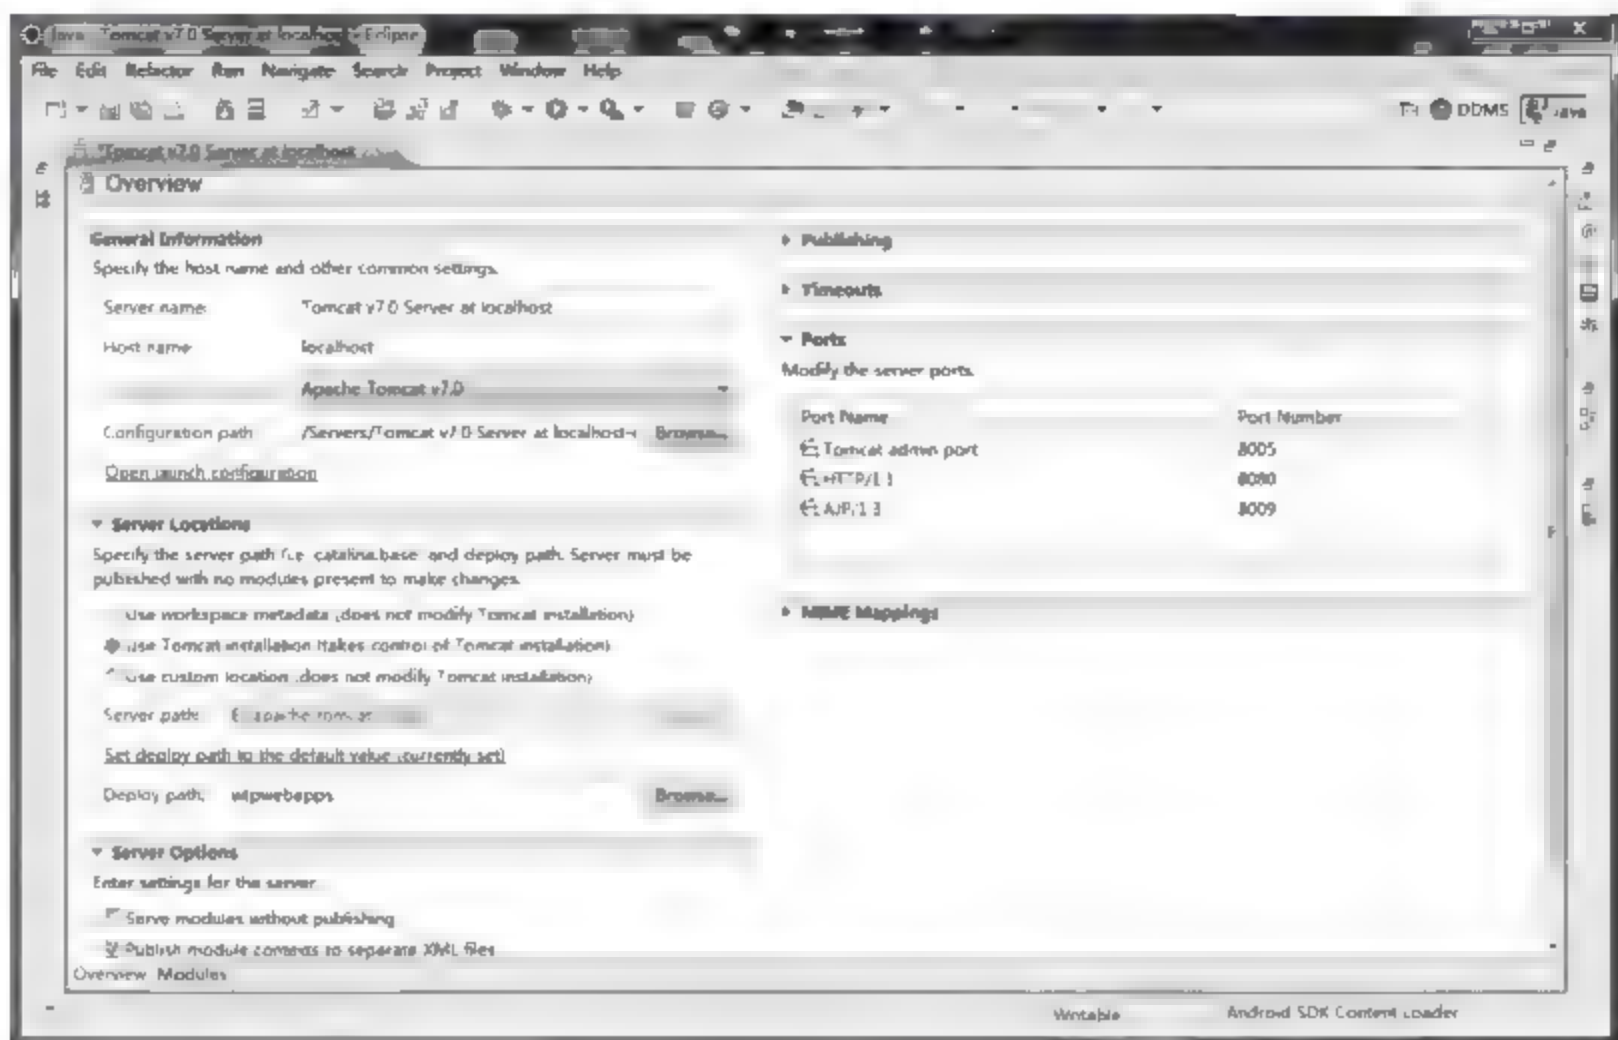 Java - Tomcat v7.0 Server at localhost - Eclipse
File Edit Refactor Run Navigate Search Project Window Help
DDMS Java
*Tomcat v7.0 Server at localhost
Overview
General Information
Specify the host name and other common settings.
Server name: Tomcat v7.0 Server at localhost
Host name: localhost
Apache Tomcat v7.0
Configuration path: /Servers/Tomcat v7.0 Server at localhost-c Browse...
Open launch configuration
Server Locations
Specify the server path (i.e. catalina.base) and deploy path. Server must be
published with no modules present to make changes.
Use workspace metadata (does not modify Tomcat installation)
Use Tomcat installation (takes control of Tomcat installation)
Use custom location (does not modify Tomcat installation)
Server path:
Set deploy path to the default value (currently set)
Deploy path: wtpwebapps Browse...
Server Options
Enter settings for the server.
Serve modules without publishing
Publish module contexts to separate XML files
Overview Modules
Publishing
Timeouts
Ports
Modify the server ports.
Port Name Port Number
Tomcat admin port 8005
HTTP/1.1 8080
AJP/1.3 8009
MIME Mappings
Writable Android SDK Content Loader